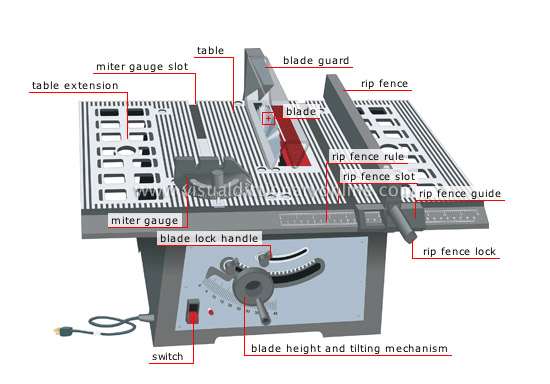 table
blade guard
miter gauge slot
rip fence
table extension
blade
rip fence rule
rip fence slot
rip fence guide
miter gauge
blade lock handle
rip fence lock
switch
blade height and tilting mechanism